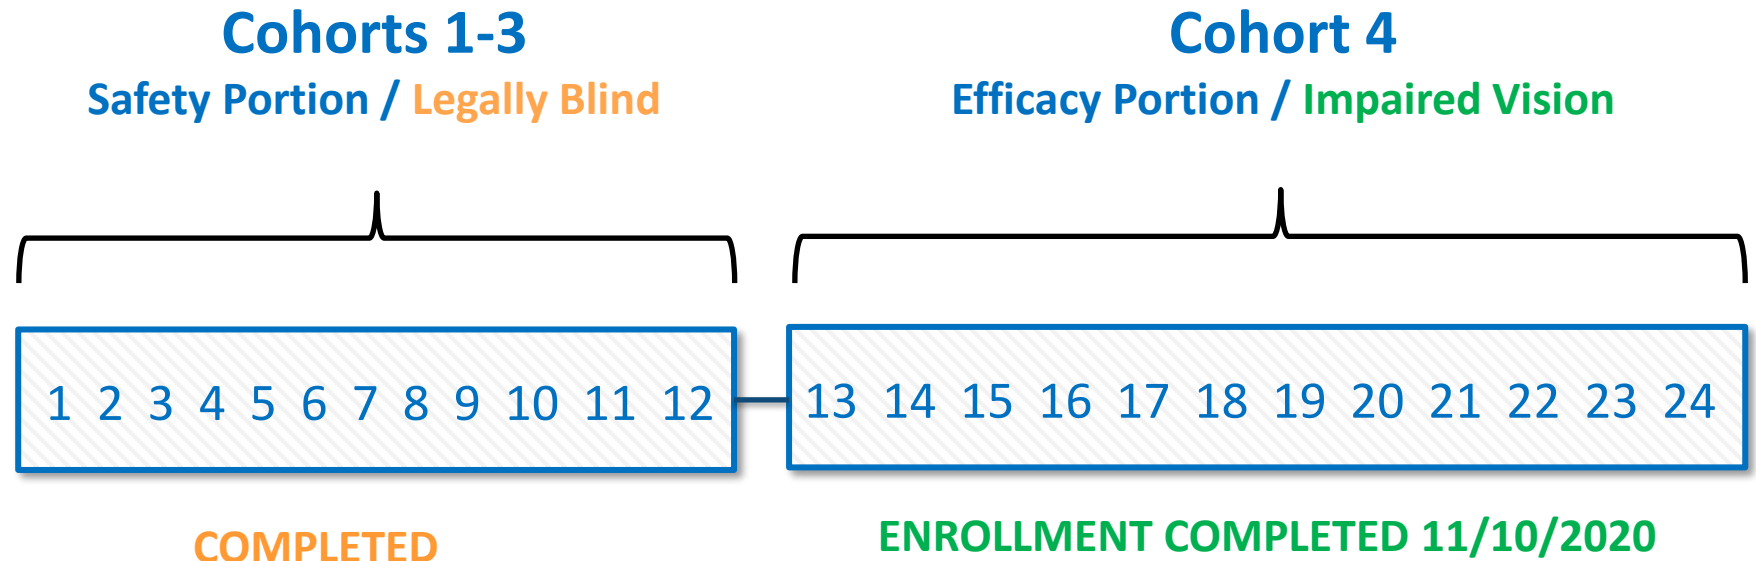 Cohorts 1-3
Safety Portion / Legally Blind
Cohort 4
Efficacy Portion / Impaired Vision
1 2 3 4 5 6 7 8 9 10 11 12
13 14 15 16 17 18 19 20 21 22 23 24
COMPLETED
ENROLLMENT COMPLETED 11/10/2020